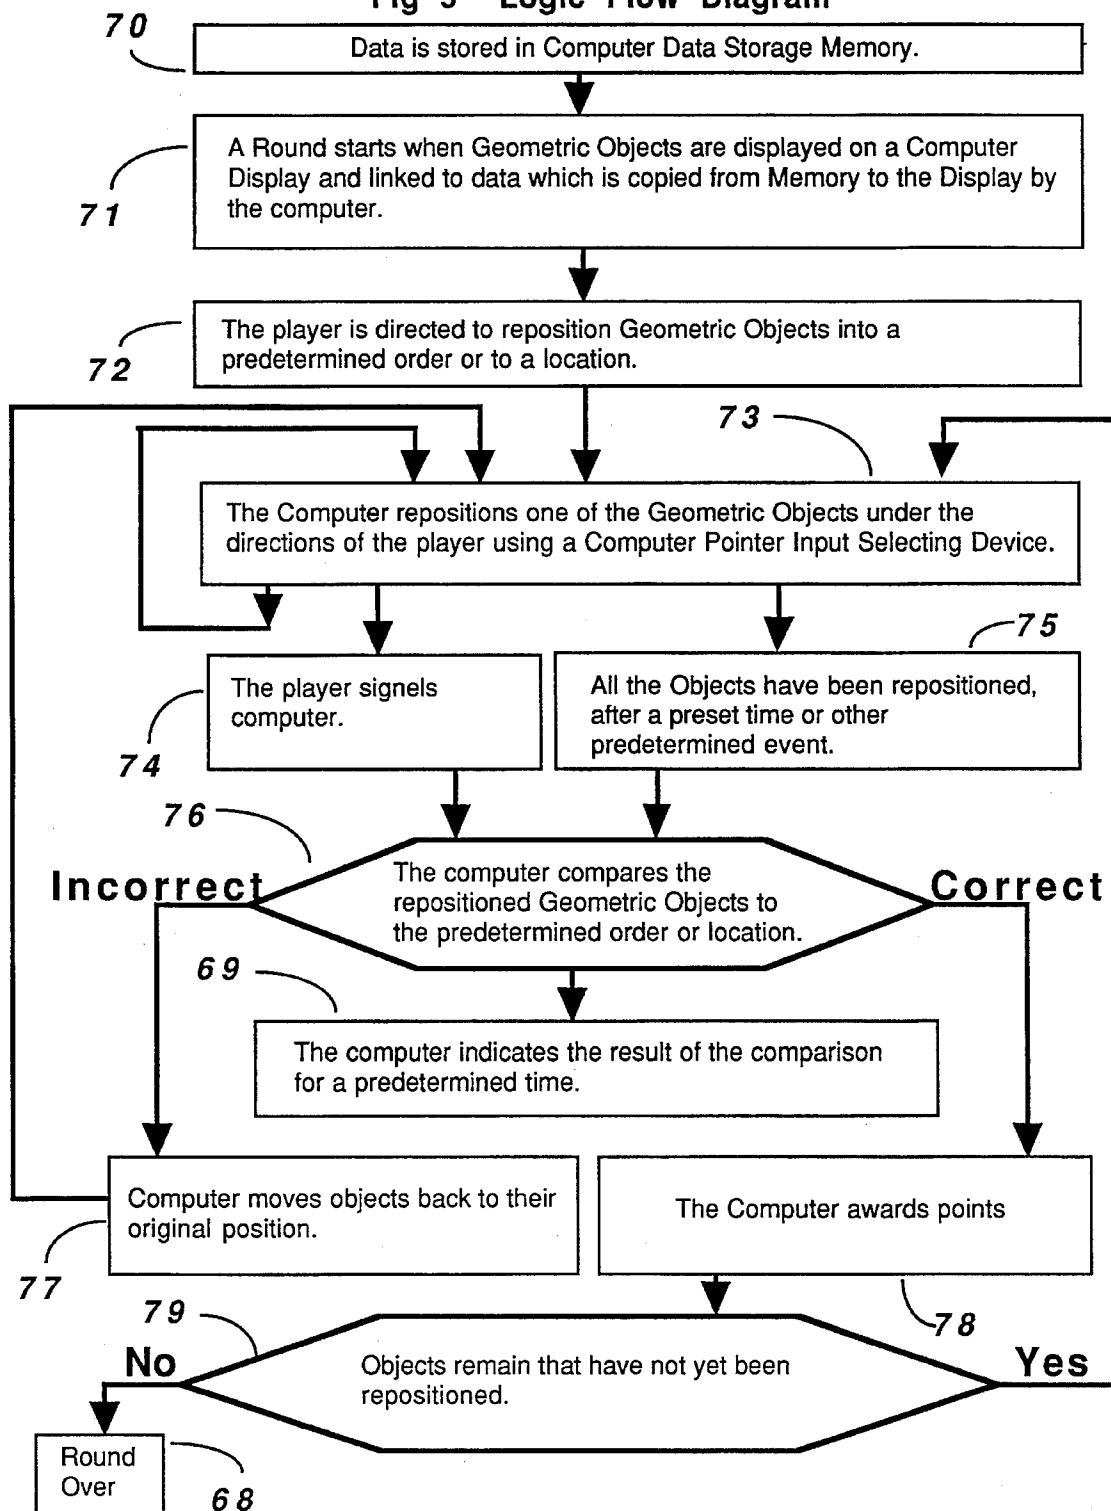 Fig 5 Logic Flow Diagram
70
Data is stored in Computer Data Storage Memory.
A Round starts when Geometric Objects are displayed on a Computer
Display and linked to data which is copied from Memory to the Display by
the computer.
71
The player is directed to reposition Geometric Objects into a
predetermined order or to a location.
72
73
The Computer repositions one of the Geometric Objects under the
directions of the player using a Computer Pointer Input Selecting Device.
75
The player signels
computer.
74
All the Objects have been repositioned,
after a preset time or other
predetermined event.
76
Incorrect
The computer compares the
repositioned Geometric Objects to
the predetermined order or location.
Correct
69
The computer indicates the result of the comparison
for a predetermined time.
Computer moves objects back to their
original position.
77
The Computer awards points
78
79
No
Objects remain that have not yet been
repositioned.
Yes
Round
Over
68